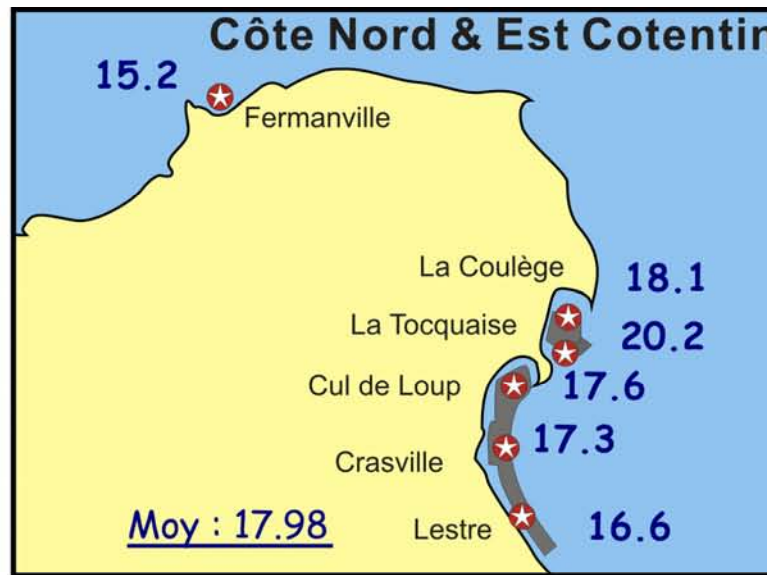 Côte Nord & Est Cotentin
15.2
Fermanville
La Coulège
18.1
La Tocquaise
20.2
Cul de Loup
17.6
17.3
Crasville
Moy : 17.98
Lestre
16.6